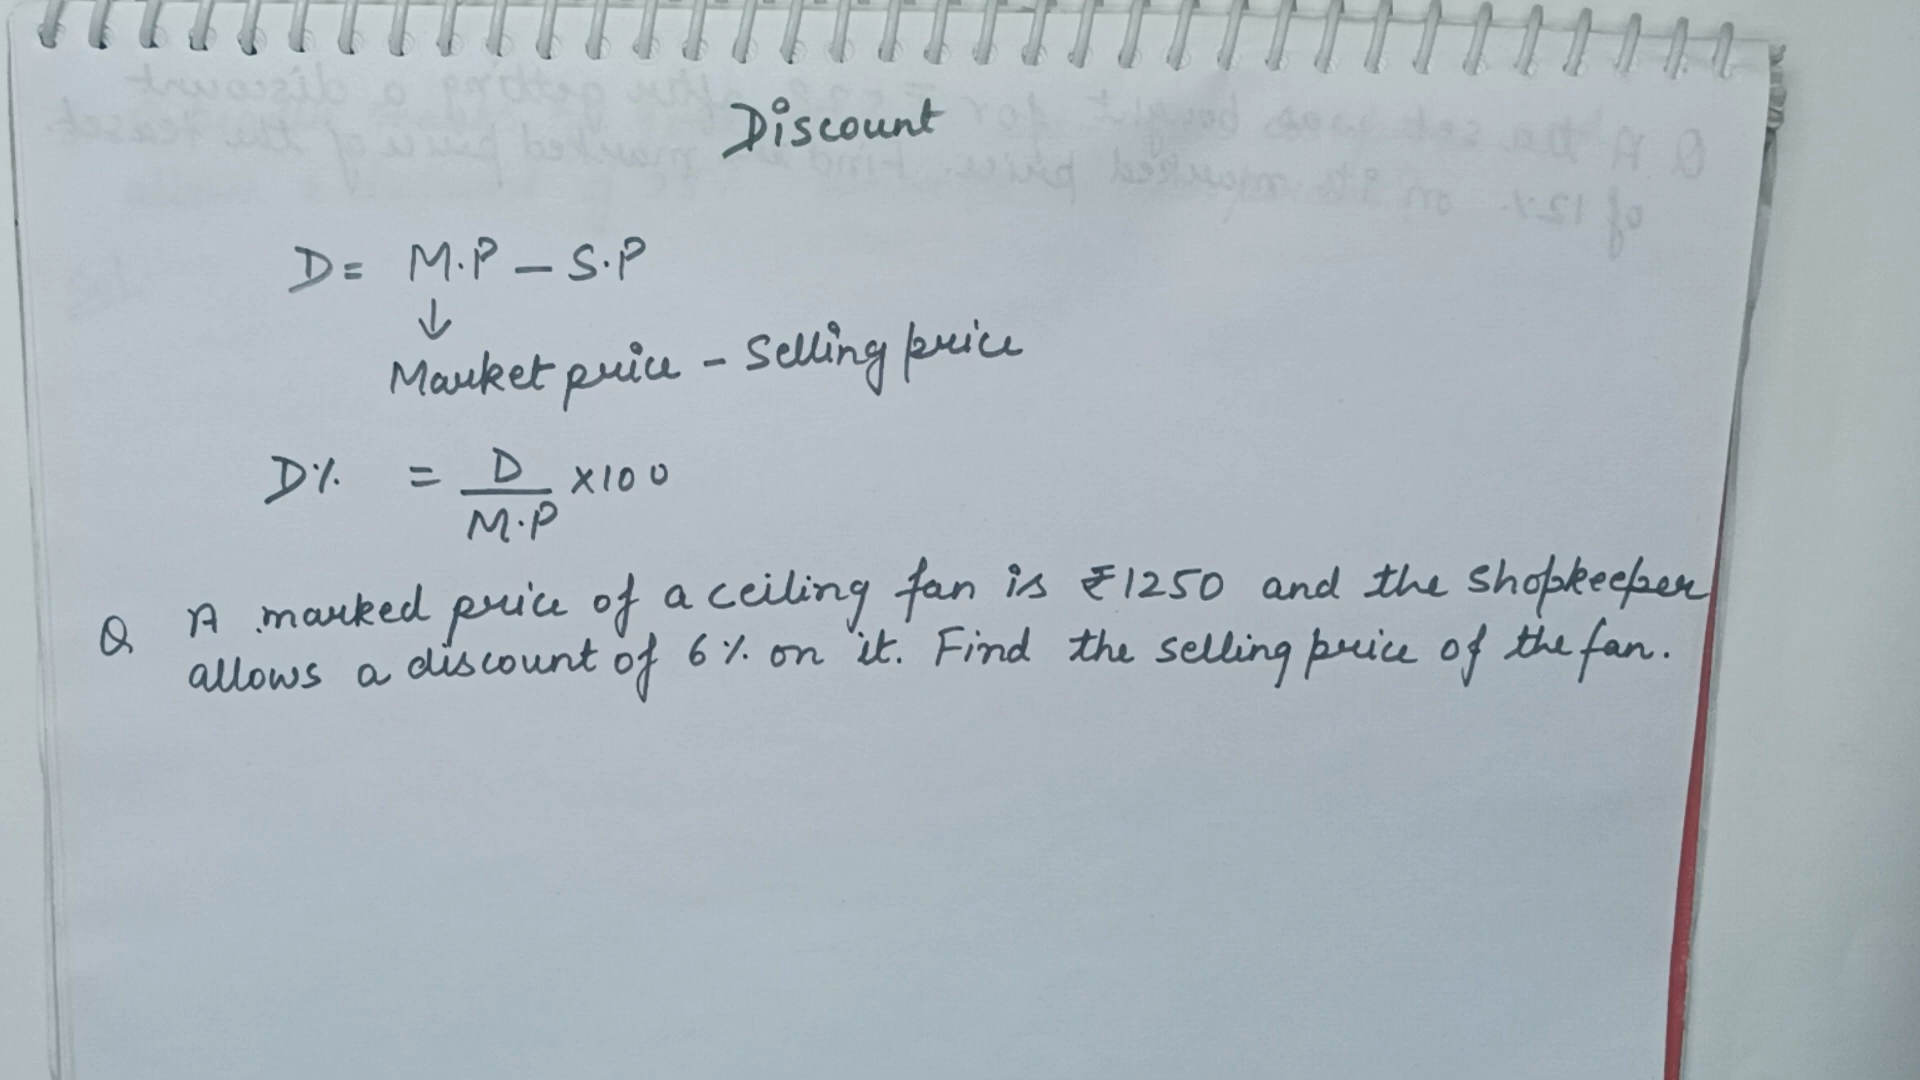 Discount
D = M.P – S.P
↓
Market price - Selling price
D% = D/M.P ×100
Q A marked price of a ceiling fan is ₹1250 and the shopkeeper
allows a discount of 6% on it. Find the selling price of the fan.